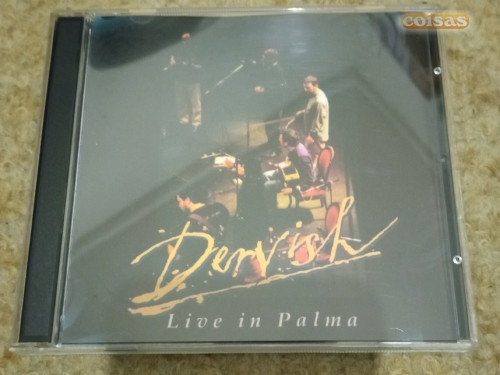 coisas
Dervish
Live in Palma